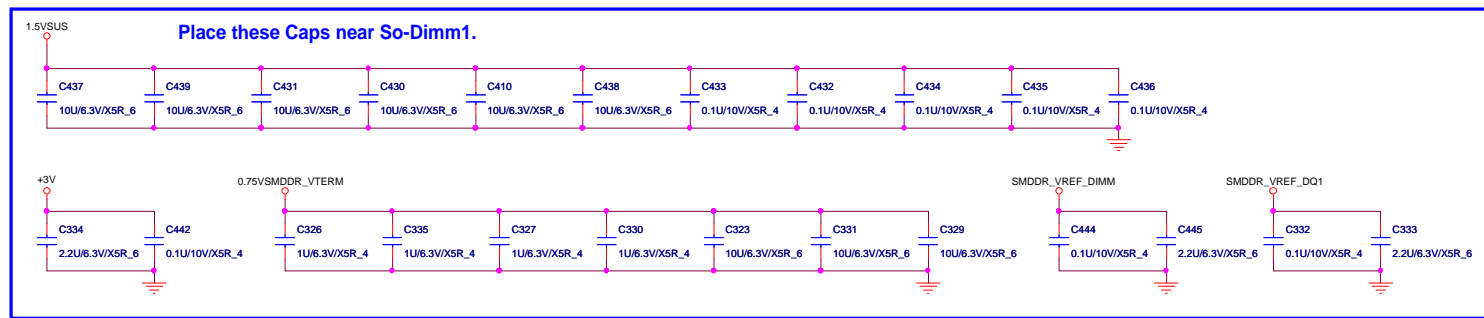 Place these Caps near So-Dimm1.
1.5VSUS
C437 C439 C431 C430 C410 C438 C433 C432 C434 C435 C436
10U/6.3V/X5R_6 10U/6.3V/X5R_6 10U/6.3V/X5R_6 10U/6.3V/X5R_6 10U/6.3V/X5R_6 10U/6.3V/X5R_6 0.1U/10V/X5R_4 0.1U/10V/X5R_4 0.1U/10V/X5R_4 0.1U/10V/X5R_4 0.1U/10V/X5R_4
+3V 0.75VSMDDR_VTERM SMDDR_VREF_DIMM SMDDR_VREF_DQ1
C334 C442 C326 C335 C327 C330 C323 C331 C329 C444 C445 C332 C333
2.2U/6.3V/X5R_6 0.1U/10V/X5R_4 1U/6.3V/X5R_4 1U/6.3V/X5R_4 1U/6.3V/X5R_4 1U/6.3V/X5R_4 10U/6.3V/X5R_6 10U/6.3V/X5R_6 10U/6.3V/X5R_6 0.1U/10V/X5R_4 2.2U/6.3V/X5R_6 0.1U/10V/X5R_4 2.2U/6.3V/X5R_6